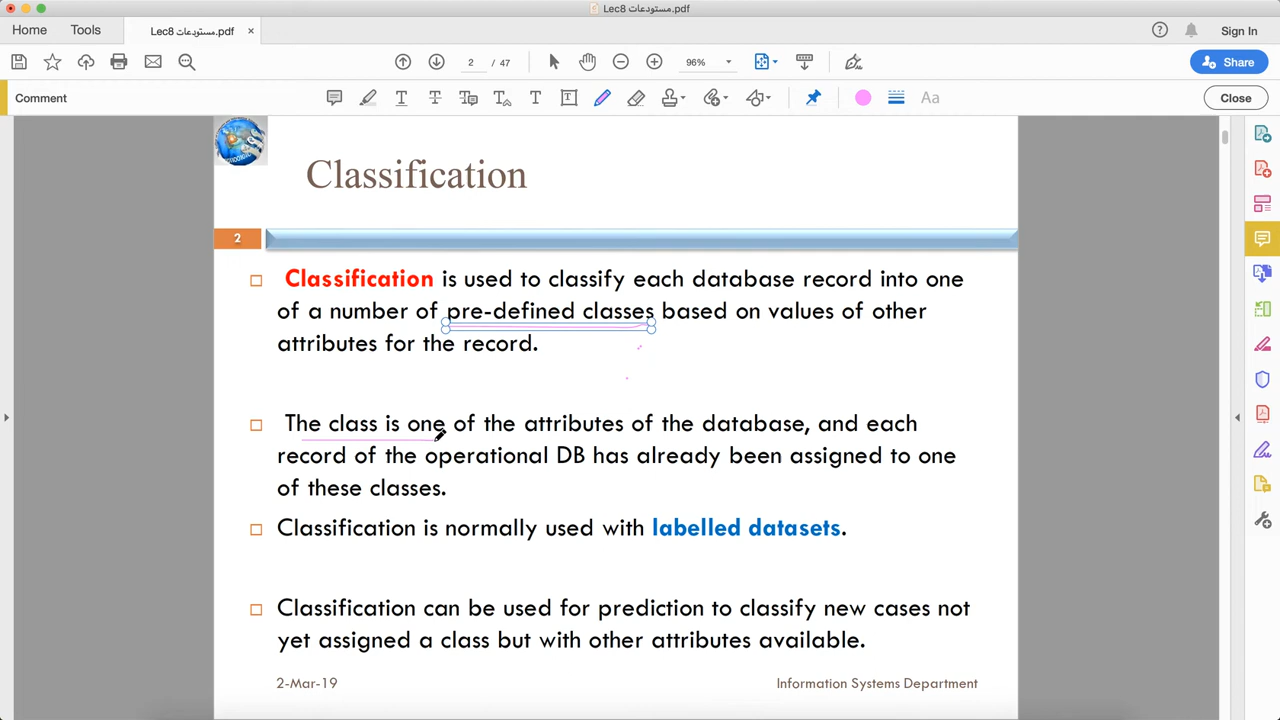 Lec8 مستودعات.pdf
Home
Tools
Lec8 مستودعات.pdf ×
Sign In
2 / 47
96%
Share
Comment
Aa
Close
Classification
2
Classification is used to classify each database record into one
of a number of pre-defined classes based on values of other
attributes for the record.
The class is one of the attributes of the database, and each
record of the operational DB has already been assigned to one
of these classes.
Classification is normally used with labelled datasets.
Classification can be used for prediction to classify new cases not
yet assigned a class but with other attributes available.
2-Mar-19
Information Systems Department